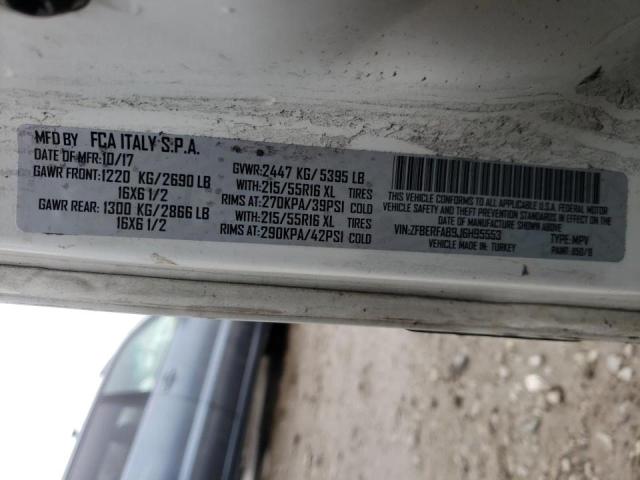 MFD BY FCA ITALY S.P.A.
DATE OF MFR: 10/17 GVWR: 2447 KG/ 5395 LB
GAWR FRONT: 1220 KG/ 2690 LB WITH: 215/55R16 XL TIRES
16X6 1/2 RIMS AT: 270KPA/39PSI COLD
GAWR REAR: 1300 KG/ 2866 LB WITH: 215/55R16 XL TIRES
16X6 1/2 RIMS AT: 290KPA/42PSI COLD
THIS VEHICLE CONFORMS TO ALL APPLICABLE U.S.A. FEDERAL MOTOR
VEHICLE SAFETY, BUMPER, AND THEFT PREVENTION STANDARDS
IN EFFECT ON THE DATE OF MANUFACTURE SHOWN ABOVE.
VIN: ZFBERFAB9J6H95553 TYPE: MPV
VEHICLE MADE IN: TURKEY PAINT: 050/B